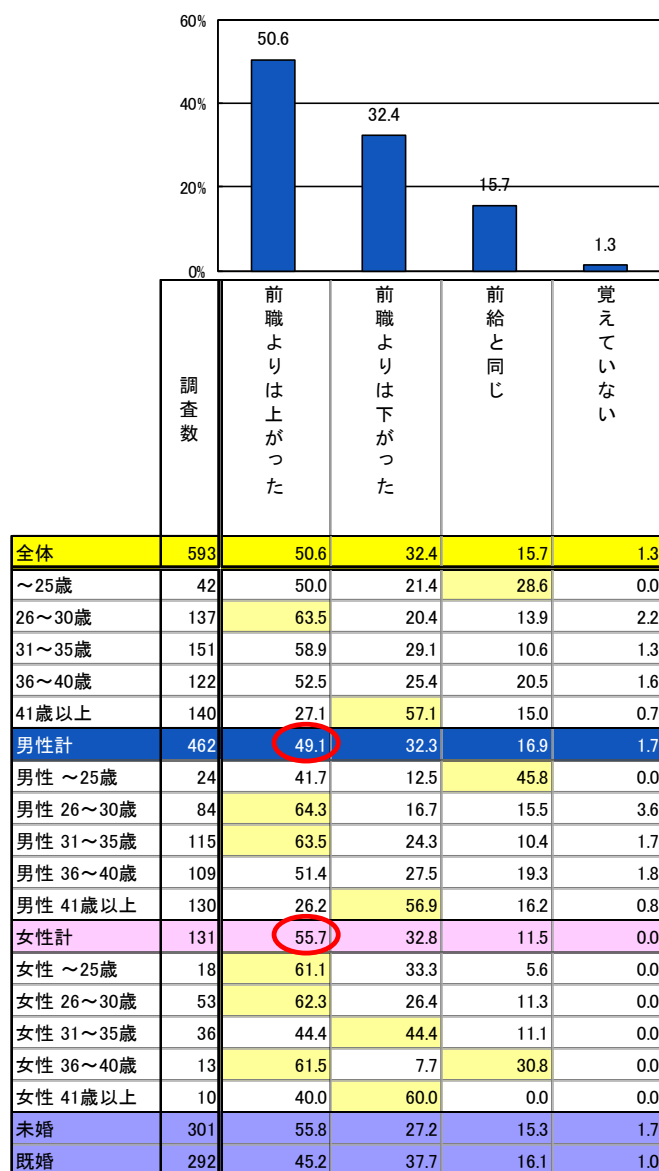 60%
50.6
40%
32.4
20%
15.7
1.3
0%
調査数
前職よりは上がった
前職よりは下がった
前給と同じ
覚えていない
全体 593 50.6 32.4 15.7 1.3
～25歳 42 50.0 21.4 28.6 0.0
26～30歳 137 63.5 20.4 13.9 2.2
31～35歳 151 58.9 29.1 10.6 1.3
36～40歳 122 52.5 25.4 20.5 1.6
41歳以上 140 27.1 57.1 15.0 0.7
男性計 462 49.1 32.3 16.9 1.7
男性 ～25歳 24 41.7 12.5 45.8 0.0
男性 26～30歳 84 64.3 16.7 15.5 3.6
男性 31～35歳 115 63.5 24.3 10.4 1.7
男性 36～40歳 109 51.4 27.5 19.3 1.8
男性 41歳以上 130 26.2 56.9 16.2 0.8
女性計 131 55.7 32.8 11.5 0.0
女性 ～25歳 18 61.1 33.3 5.6 0.0
女性 26～30歳 53 62.3 26.4 11.3 0.0
女性 31～35歳 36 44.4 44.4 11.1 0.0
女性 36～40歳 13 61.5 7.7 30.8 0.0
女性 41歳以上 10 40.0 60.0 0.0 0.0
未婚 301 55.8 27.2 15.3 1.7
既婚 292 45.2 37.7 16.1 1.0